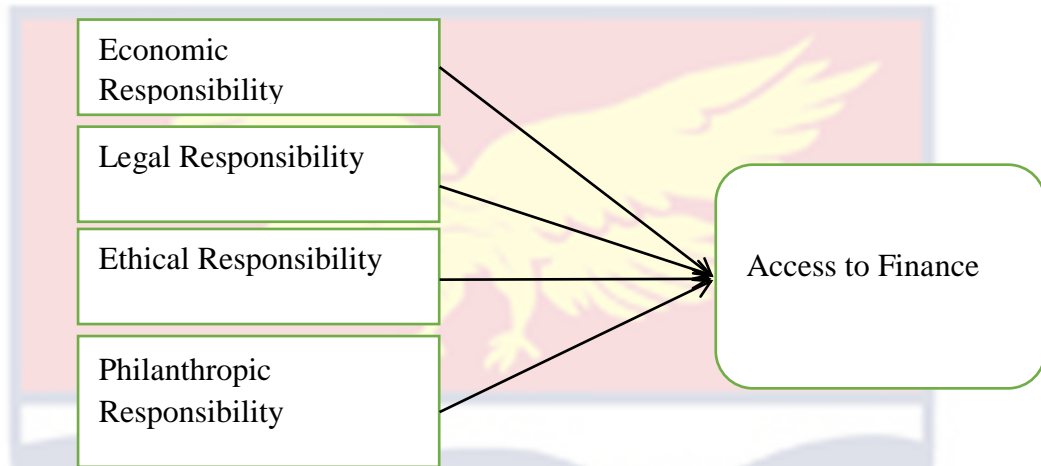 Economic
Responsibility
Legal Responsibility
Ethical Responsibility
Access to Finance
Philanthropic
Responsibility